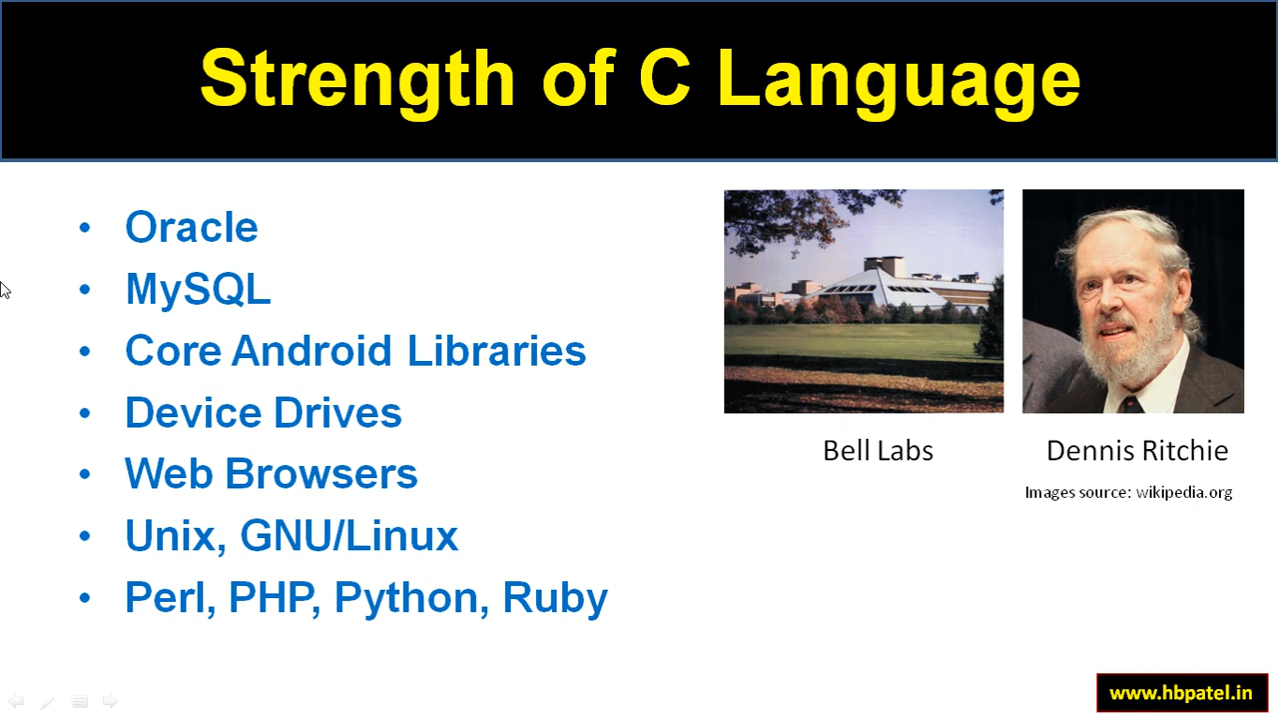 Strength of C Language
• Oracle
• MySQL
• Core Android Libraries
• Device Drives
• Web Browsers
• Unix, GNU/Linux
• Perl, PHP, Python, Ruby
Bell Labs
Dennis Ritchie
Images source: wikipedia.org
www.hbpatel.in